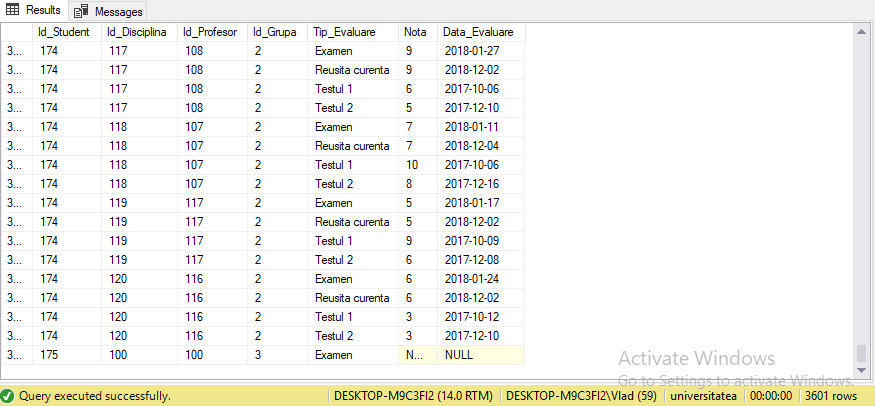 Results Messages
Id_Student Id_Disciplina Id_Profesor Id_Grupa Tip_Evaluare Nota Data_Evaluare
3... 174 117 108 2 Examen 9 2018-01-27
3... 174 117 108 2 Reusita curenta 9 2018-12-02
3... 174 117 108 2 Testul 1 6 2017-10-06
3... 174 117 108 2 Testul 2 5 2017-12-10
3... 174 118 107 2 Examen 7 2018-01-11
3... 174 118 107 2 Reusita curenta 7 2018-12-04
3... 174 118 107 2 Testul 1 10 2017-10-06
3... 174 118 107 2 Testul 2 8 2017-12-16
3... 174 119 117 2 Examen 5 2018-01-17
3... 174 119 117 2 Reusita curenta 5 2018-12-02
3... 174 119 117 2 Testul 1 9 2017-10-09
3... 174 119 117 2 Testul 2 6 2017-12-08
3... 174 120 116 2 Examen 6 2018-01-24
3... 174 120 116 2 Reusita curenta 6 2018-12-02
3... 174 120 116 2 Testul 1 3 2017-10-12
3... 174 120 116 2 Testul 2 3 2017-12-10
3... 175 100 100 3 Examen N... NULL
Activate Windows
Go to Settings to activate Windows.
Query executed successfully. DESKTOP-M9C3FI2 (14.0 RTM) DESKTOP-M9C3FI2\Vlad (59) universitatea 00:00:00 3601 rows